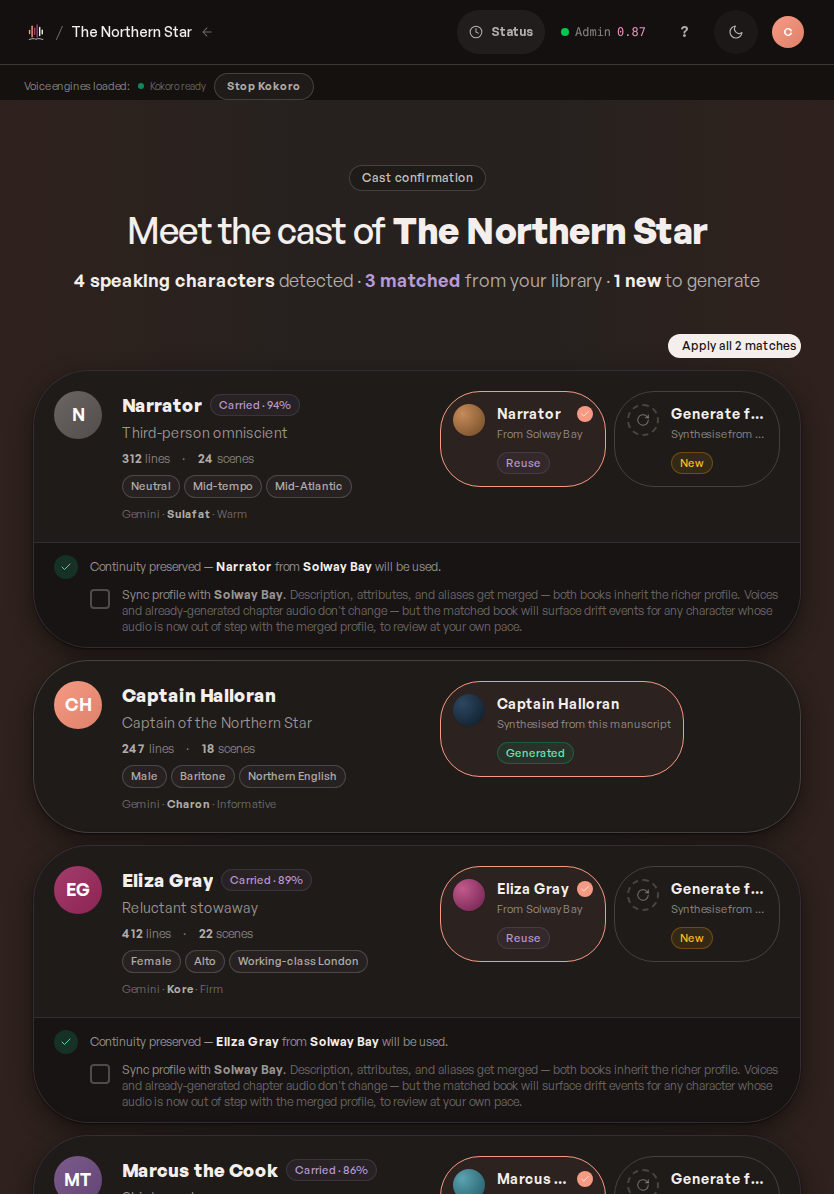 / The Northern Star ←
Status
Admin 0.87
?
C
Voice engines loaded: Kokoro ready Stop Kokoro
Cast confirmation
Meet the cast of The Northern Star
4 speaking characters detected · 3 matched from your library · 1 new to generate
Apply all 2 matches
N
Narrator Carried · 94%
Third-person omniscient
312 lines · 24 scenes
Neutral Mid-tempo Mid-Atlantic
Gemini · Sulafat · Warm
Narrator
From Solway Bay
Reuse
Generate f...
Synthesise from ...
New
Continuity preserved — Narrator from Solway Bay will be used.
Sync profile with Solway Bay. Description, attributes, and aliases get merged — both books inherit the richer profile. Voices
and already-generated chapter audio don't change — but the matched book will surface drift events for any character whose
audio is now out of step with the merged profile, to review at your own pace.
CH
Captain Halloran
Captain of the Northern Star
247 lines · 18 scenes
Male Baritone Northern English
Gemini · Charon · Informative
Captain Halloran
Synthesised from this manuscript
Generated
EG
Eliza Gray Carried · 89%
Reluctant stowaway
412 lines · 22 scenes
Female Alto Working-class London
Gemini · Kore · Firm
Eliza Gray
From Solway Bay
Reuse
Generate f...
Synthesise from ...
New
Continuity preserved — Eliza Gray from Solway Bay will be used.
Sync profile with Solway Bay. Description, attributes, and aliases get merged — both books inherit the richer profile. Voices
and already-generated chapter audio don't change — but the matched book will surface drift events for any character whose
audio is now out of step with the merged profile, to review at your own pace.
MT
Marcus the Cook Carried · 86%
Marcus ...
Generate f...